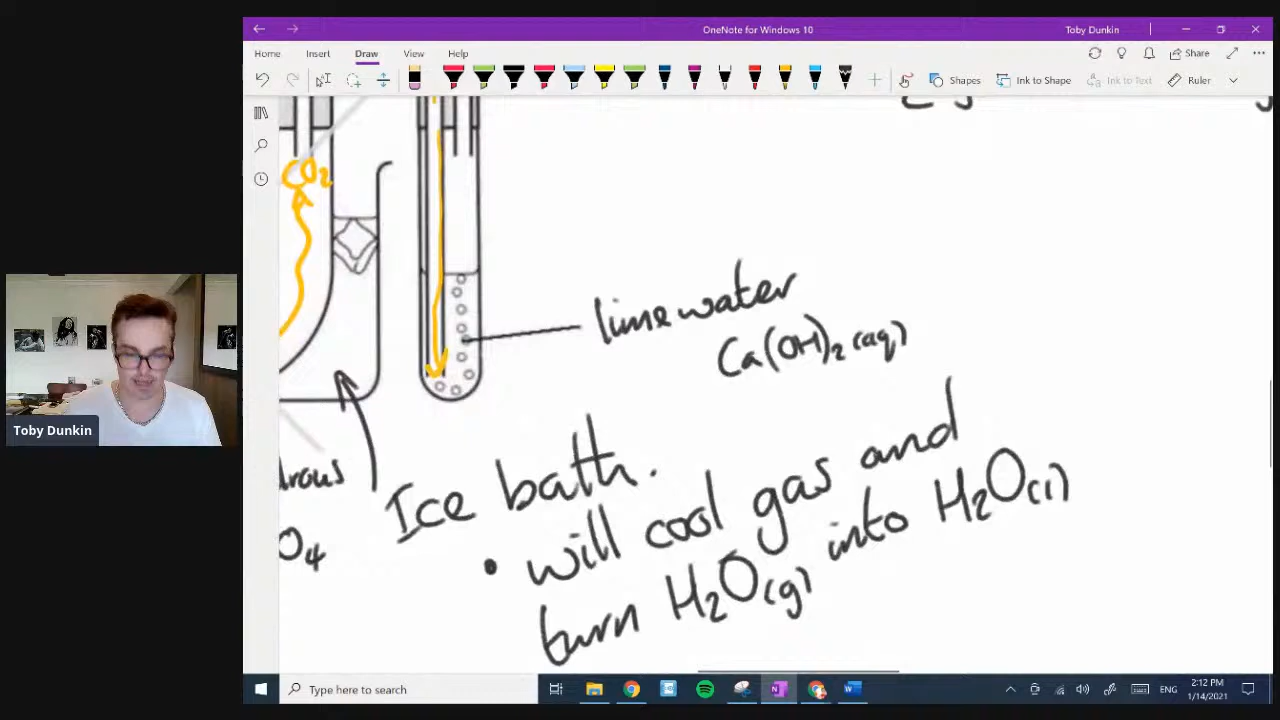 OneNote for Windows 10
Toby Dunkin
Home Insert Draw View Help
Share
Shapes Ink to Shape Ink to Text Ruler
CO2
limewater
Ca(OH)2 (aq)
Ice bath.
• will cool gas and
turn H2O(g) into H2O(l)
O4
Toby Dunkin
Type here to search
ENG
2:12 PM
1/14/2021